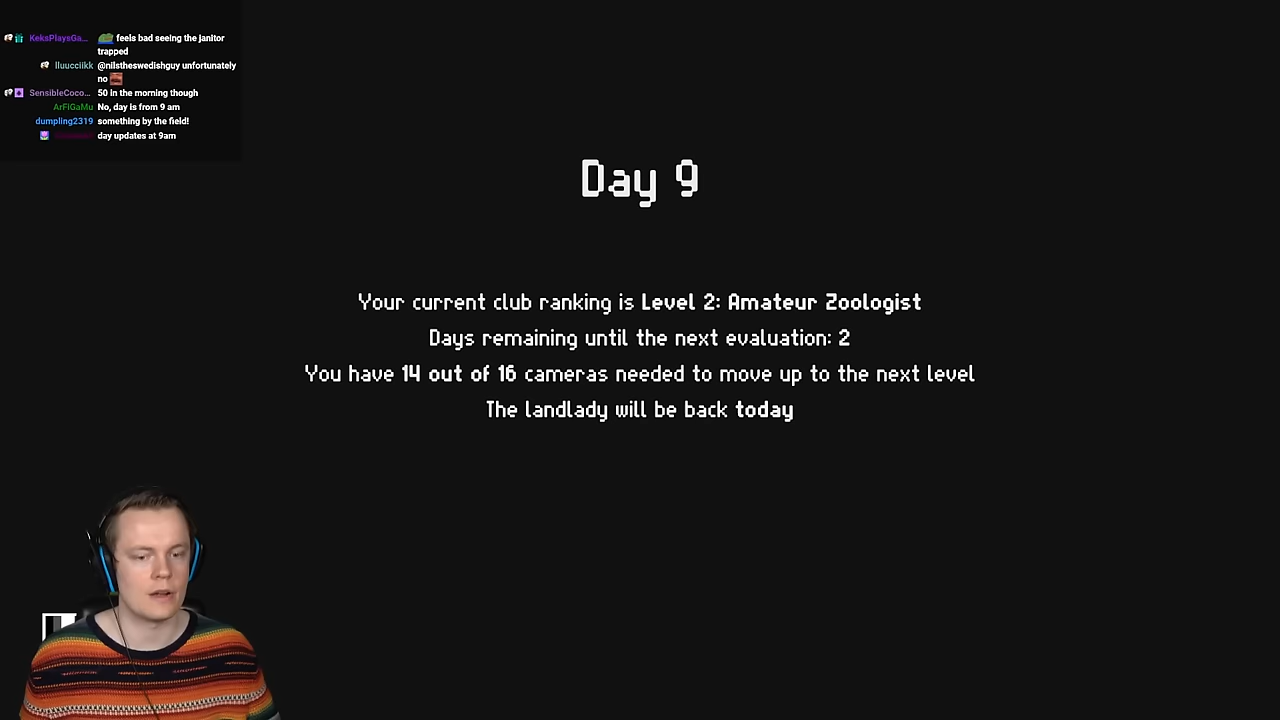 KeksPlaysGa... feels bad seeing the janitor
trapped
lluucciikk @nilstheswedishguy unfortunately
no
SensibleCoco... 50 in the morning though
ArFiGaMu No, day is from 9 am
dumpling2319 something by the field!
day updates at 9am
Day 9
Your current club ranking is Level 2: Amateur Zoologist
Days remaining until the next evaluation: 2
You have 14 out of 16 cameras needed to move up to the next level
The landlady will be back today